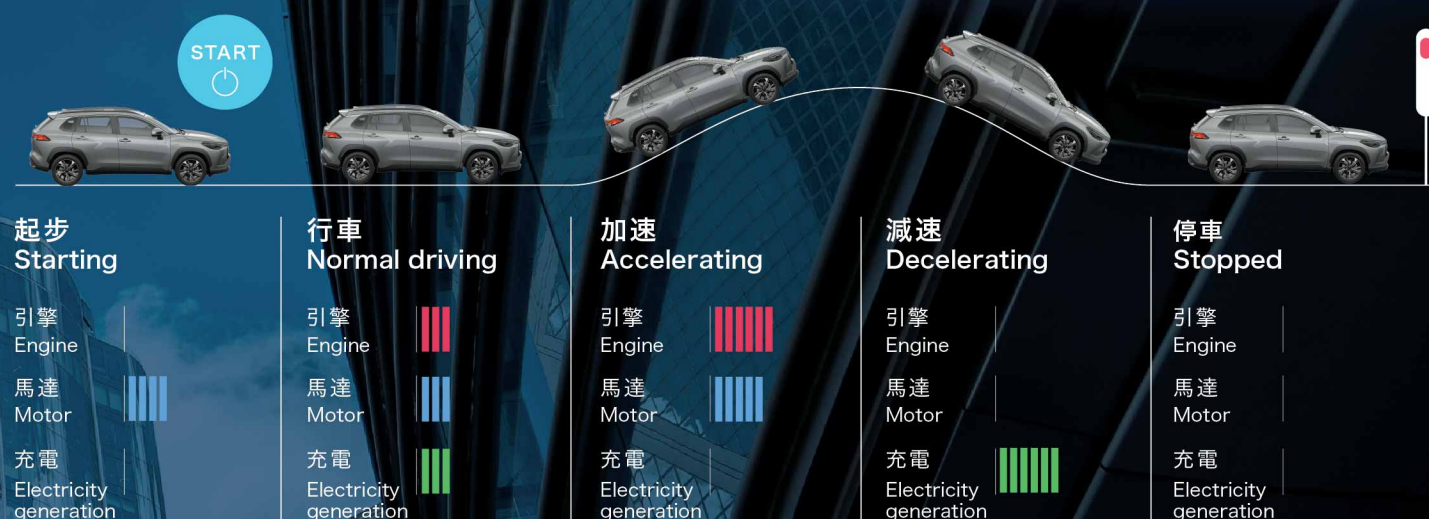 START
起步
Starting
引擎
Engine
馬達
Motor
充電
Electricity
generation
行車
Normal driving
引擎
Engine
馬達
Motor
充電
Electricity
generation
加速
Accelerating
引擎
Engine
馬達
Motor
充電
Electricity
generation
減速
Decelerating
引擎
Engine
馬達
Motor
充電
Electricity
generation
停車
Stopped
引擎
Engine
馬達
Motor
充電
Electricity
generation